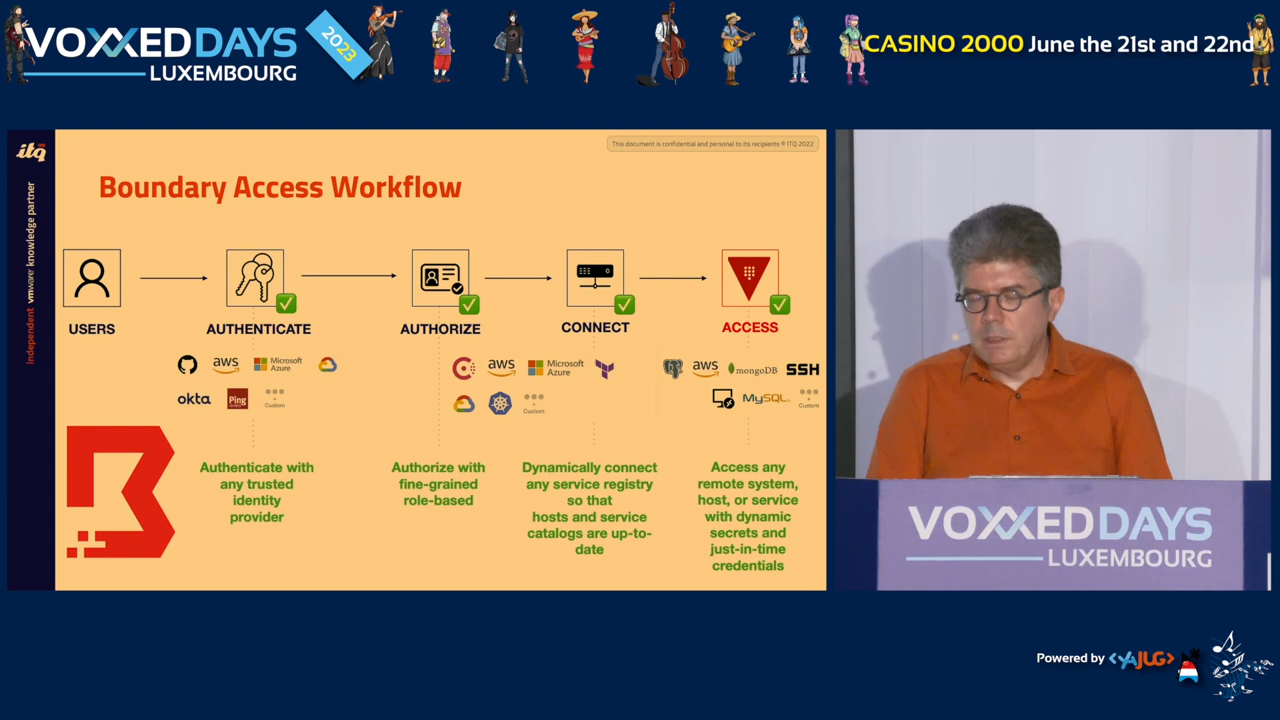 VOXXED DAYS
LUXEMBOURG
2023
CASINO 2000 June the 21st and 22nd
itq
Independent vmware knowledge partner
This document is confidential and personal to its recipients © ITQ 2022
Boundary Access Workflow
USERS
AUTHENTICATE
AUTHORIZE
CONNECT
ACCESS
aws
Microsoft
Azure
okta
Ping
+
Custom
aws
Microsoft
Azure
+
Custom
aws
mongoDB
SSH
MySQL
+
Custom
Authenticate with
any trusted
identity
provider
Authorize with
fine-grained
role-based
Dynamically connect
any service registry
so that
hosts and service
catalogs are up-to-
date
Access any
remote system,
host, or service
with dynamic
secrets and
just-in-time
credentials
VOXXED DAYS
LUXEMBOURG
Powered by <YAJUG>